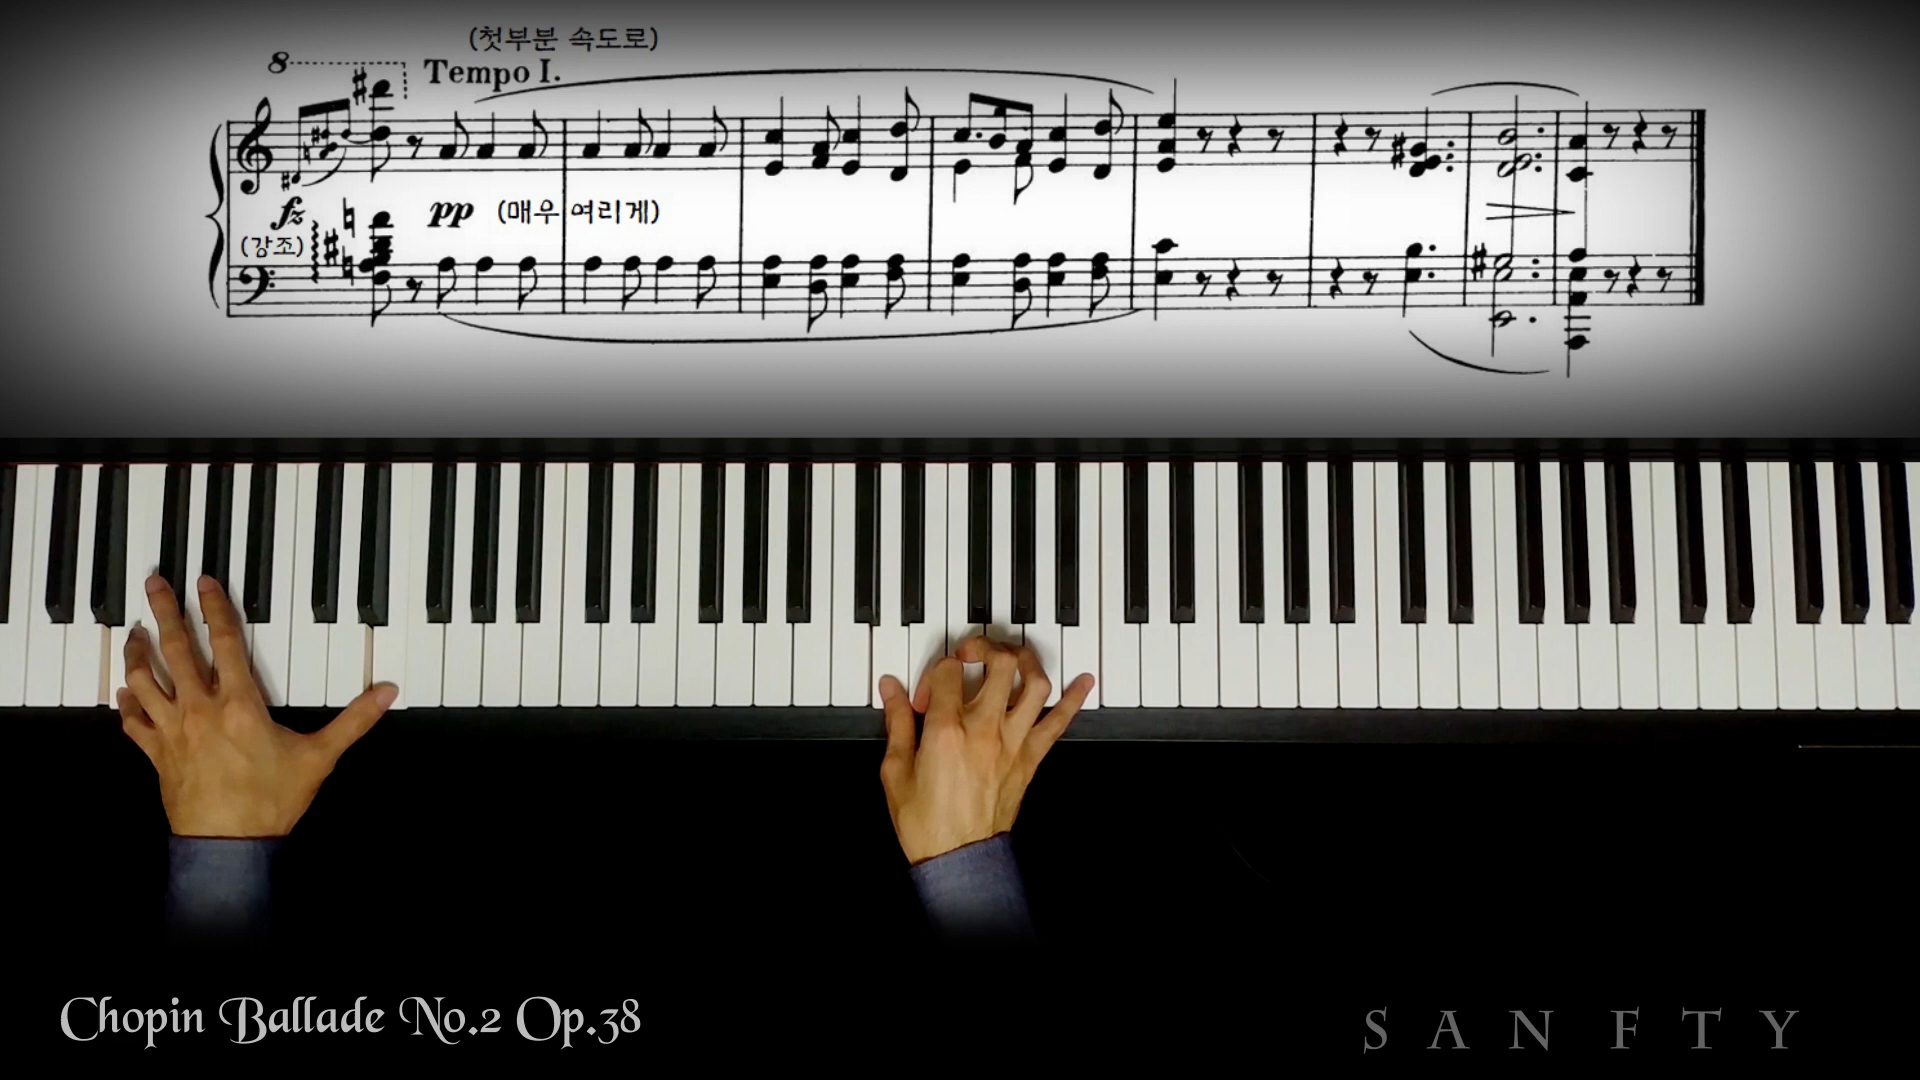 (첫부분 속도로)
8
Tempo I.
fz
pp (매우 여리게)
(강조)
Chopin Ballade No.2 Op.38
SANFTY